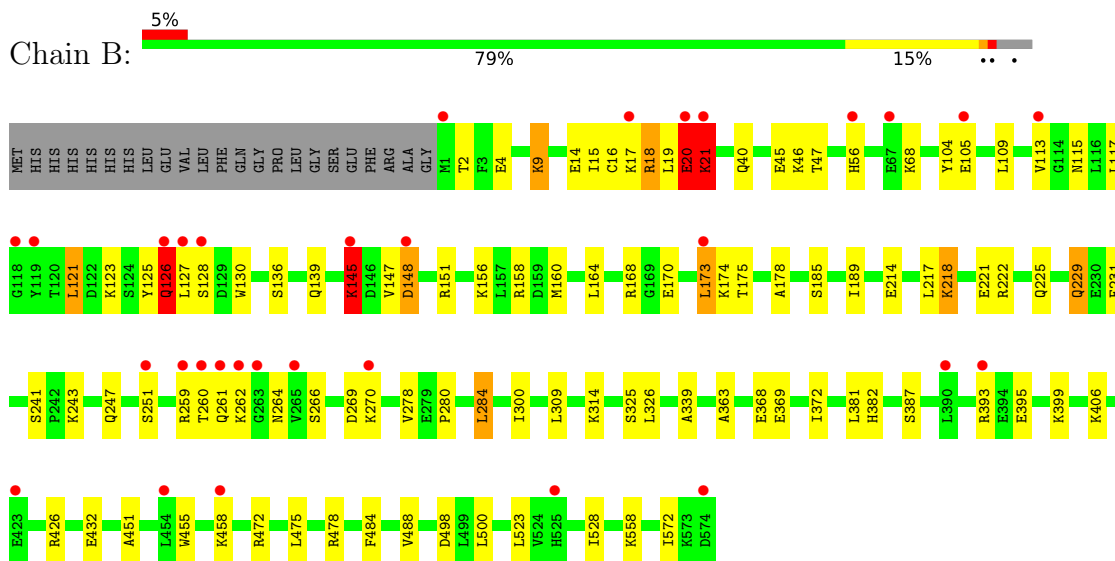 5%
Chain B:
79% 15% •• •
MET HIS HIS HIS HIS HIS HIS LEU GLU VAL LEU PHE GLN GLY PRO LEU GLY SER GLU PHE ARG ALA GLY M1 T2 F3 E4 K9 E14 I15 C16 K17 R18 L19 E20 K21 Q40 E45 K46 T47 H56 E67 K68 Y104 E105 L109 V113 G114 N115 L116 L117
G118 Y119 T120 L121 D122 K123 S124 Y125 Q126 L127 S128 D129 W130 S136 Q139 K145 D146 V147 D148 R151 K156 L157 R158 D159 M160 L164 R168 G169 E170 L173 K174 T175 A178 S185 I189 E214 L217 K218 E221 R222 Q225 Q229 E230 E231
S241 P242 K243 Q247 S251 R259 T260 Q261 K262 G263 N264 V265 S266 D269 K270 V278 E279 P280 L284 I300 L309 K314 S325 L326 A339 A363 E368 E369 I372 L381 H382 S387 L390 R393 E394 E395 K399 K406
E423 R426 E432 A451 L454 W455 K458 R472 L475 R478 F484 V488 D498 L499 L500 L523 V524 H525 I528 K558 I572 K573 D574